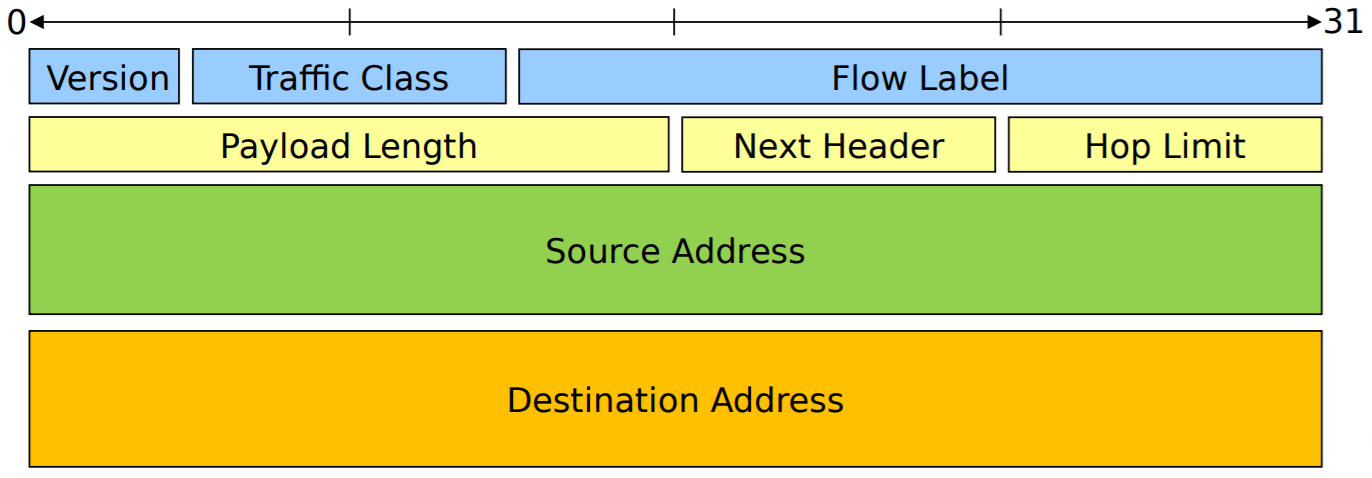 0 31
Version Traffic Class Flow Label
Payload Length Next Header Hop Limit
Source Address
Destination Address